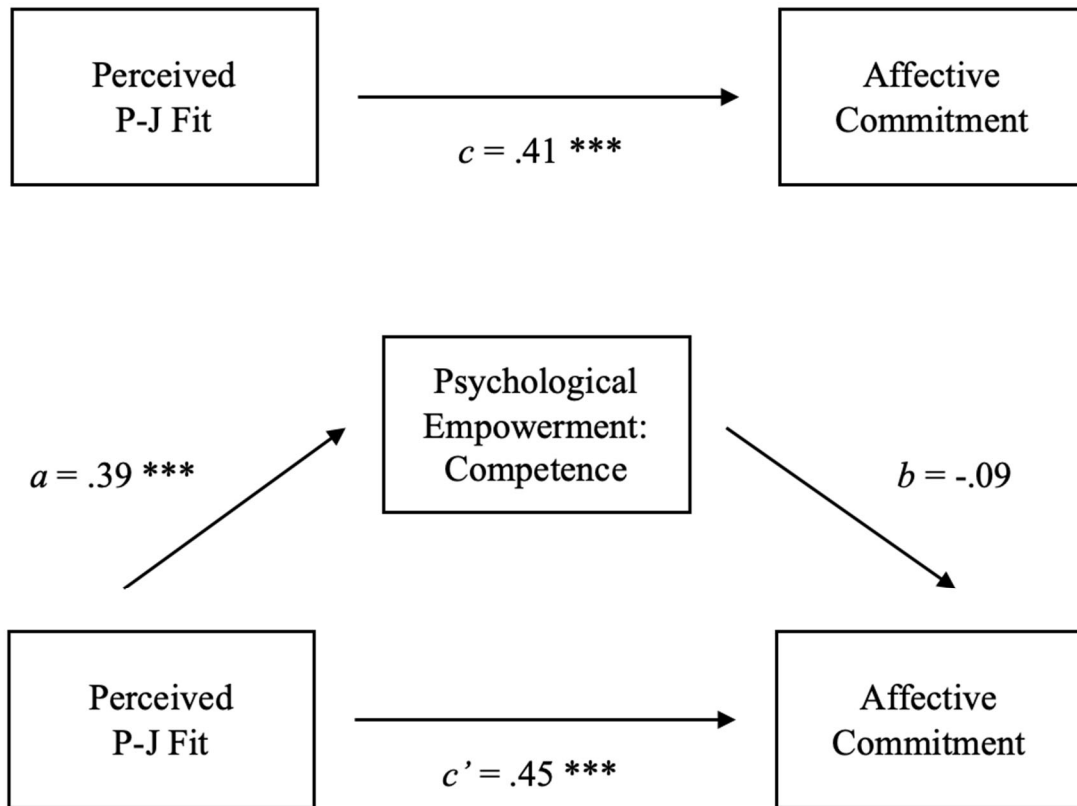 Perceived
P-J Fit
Affective
Commitment
c = .41 ***
Psychological
Empowerment:
Competence
a = .39 ***
b = -.09
Perceived
P-J Fit
Affective
Commitment
c’ = .45 ***